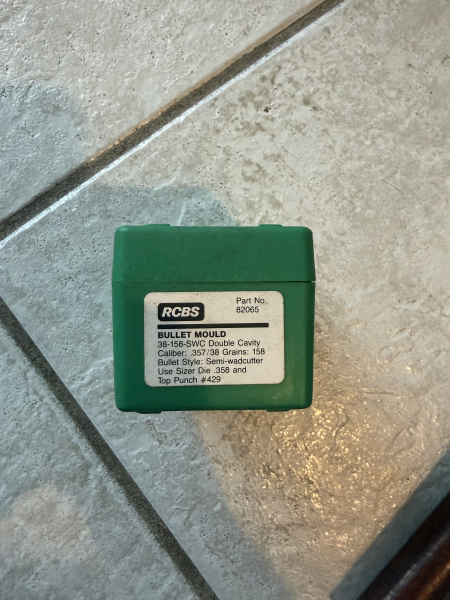 RCBS
Part No.
82065
BULLET MOULD
38-158-SWC Double Cavity
Caliber: .357/38 Grains: 158
Bullet Style: Semi-wadcutter
Use Sizer Die .358 and
Top Punch #429